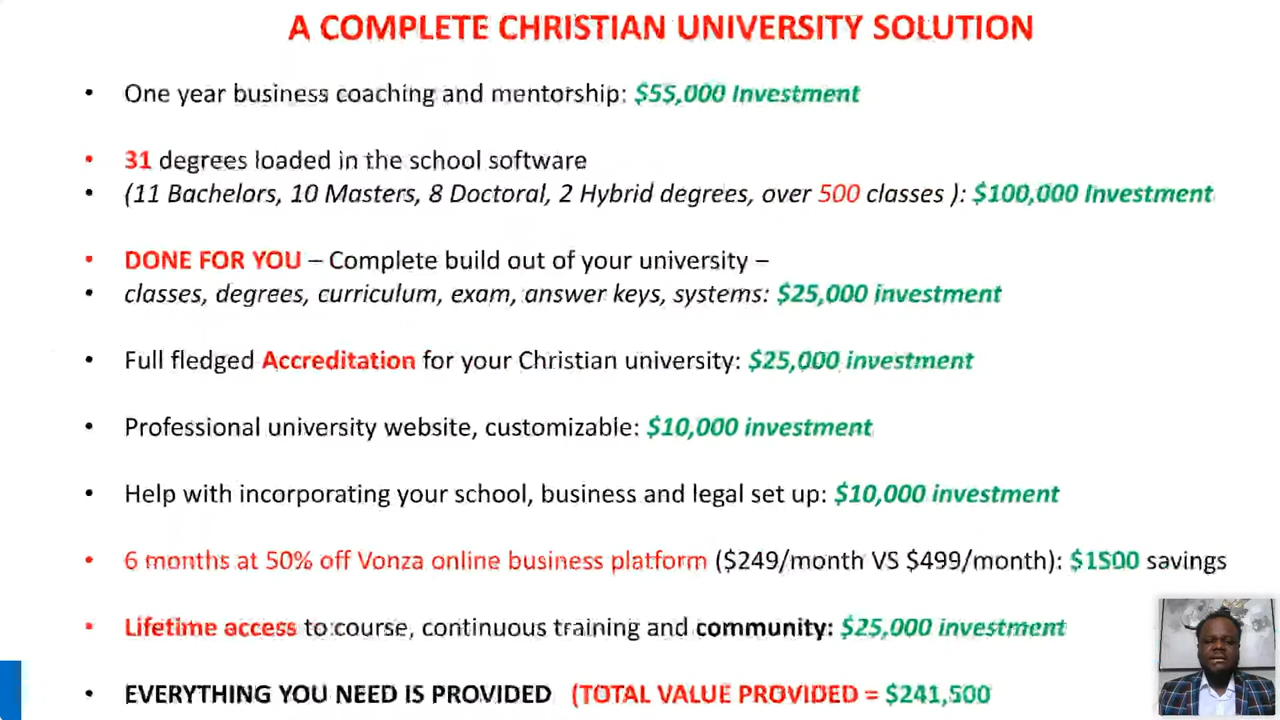 A COMPLETE CHRISTIAN UNIVERSITY SOLUTION
• One year business coaching and mentorship: $55,000 Investment
• 31 degrees loaded in the school software
• (11 Bachelors, 10 Masters, 8 Doctoral, 2 Hybrid degrees, over 500 classes ): $100,000 Investment
• DONE FOR YOU – Complete build out of your university –
• classes, degrees, curriculum, exam, answer keys, systems: $25,000 investment
• Full fledged Accreditation for your Christian university: $25,000 investment
• Professional university website, customizable: $10,000 investment
• Help with incorporating your school, business and legal set up: $10,000 investment
• 6 months at 50% off Vonza online business platform ($249/month VS $499/month): $1500 savings
• Lifetime access to course, continuous training and community: $25,000 investment
• EVERYTHING YOU NEED IS PROVIDED (TOTAL VALUE PROVIDED = $241,500